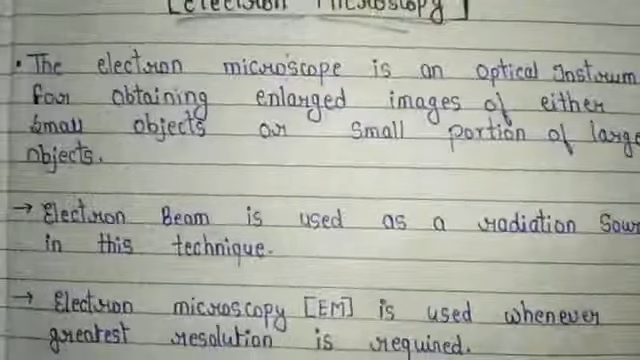 [Electron Microscopy]
• The electron microscope is an optical Instrum
for obtaining enlarged images of either
small objects or small portion of large
objects.
→ Electron Beam is used as a radiation Sour
in this technique.
→ Electron microscopy [EM] is used whenever
greatest resolution is required.